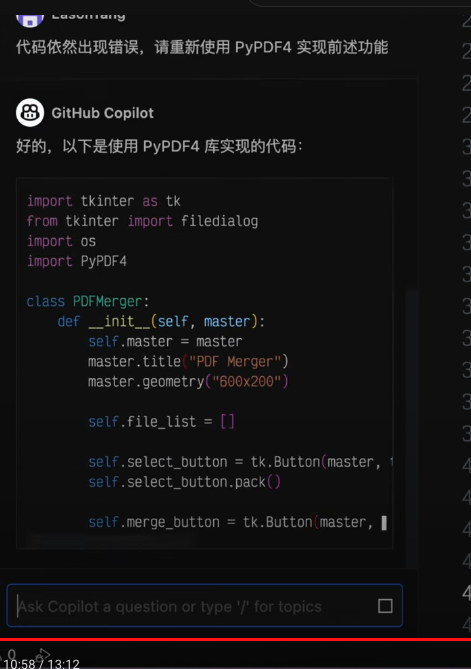 EasonYang
代码依然出现错误，请重新使用 PyPDF4 实现前述功能
GitHub Copilot
好的，以下是使用 PyPDF4 库实现的代码：
import tkinter as tk
from tkinter import filedialog
import os
import PyPDF4
class PDFMerger:
def __init__(self, master):
self.master = master
master.title("PDF Merger")
master.geometry("600x200")
self.file_list = []
self.select_button = tk.Button(master,
self.select_button.pack()
self.merge_button = tk.Button(master,
Ask Copilot a question or type '/' for topics
0
10:58 / 13:12